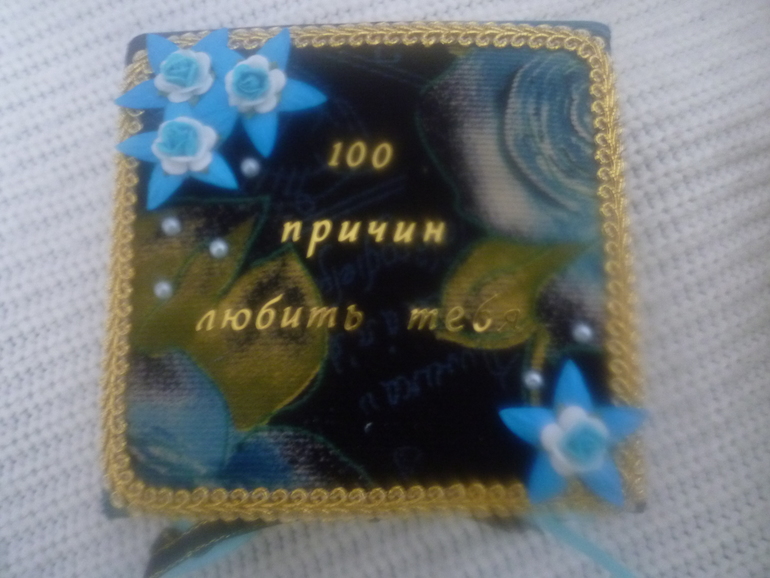 100
причин
любить тебя